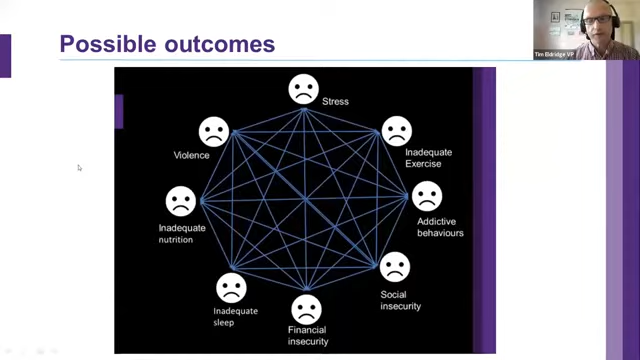 Possible outcomes
Tim Eldridge VP
Stress
Violence
Inadequate
Exercise
Inadequate
nutrition
Addictive
behaviours
Social
insecurity
Inadequate
sleep
Financial
insecurity